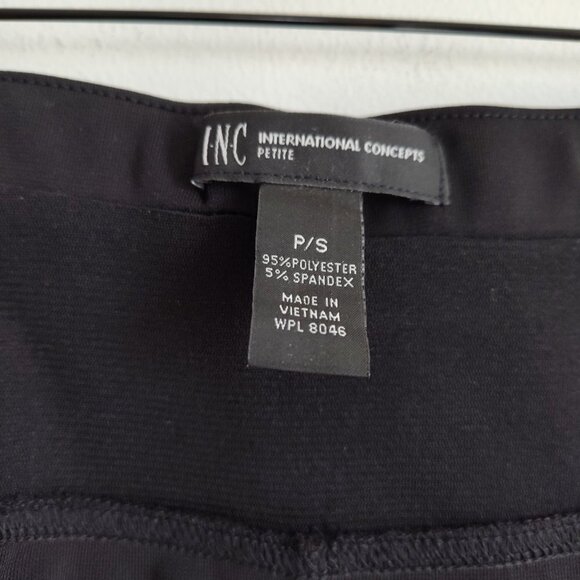 I·N·C INTERNATIONAL CONCEPTS
PETITE
P/S
95%POLYESTER
5% SPANDEX
MADE IN
VIETNAM
WPL 8046